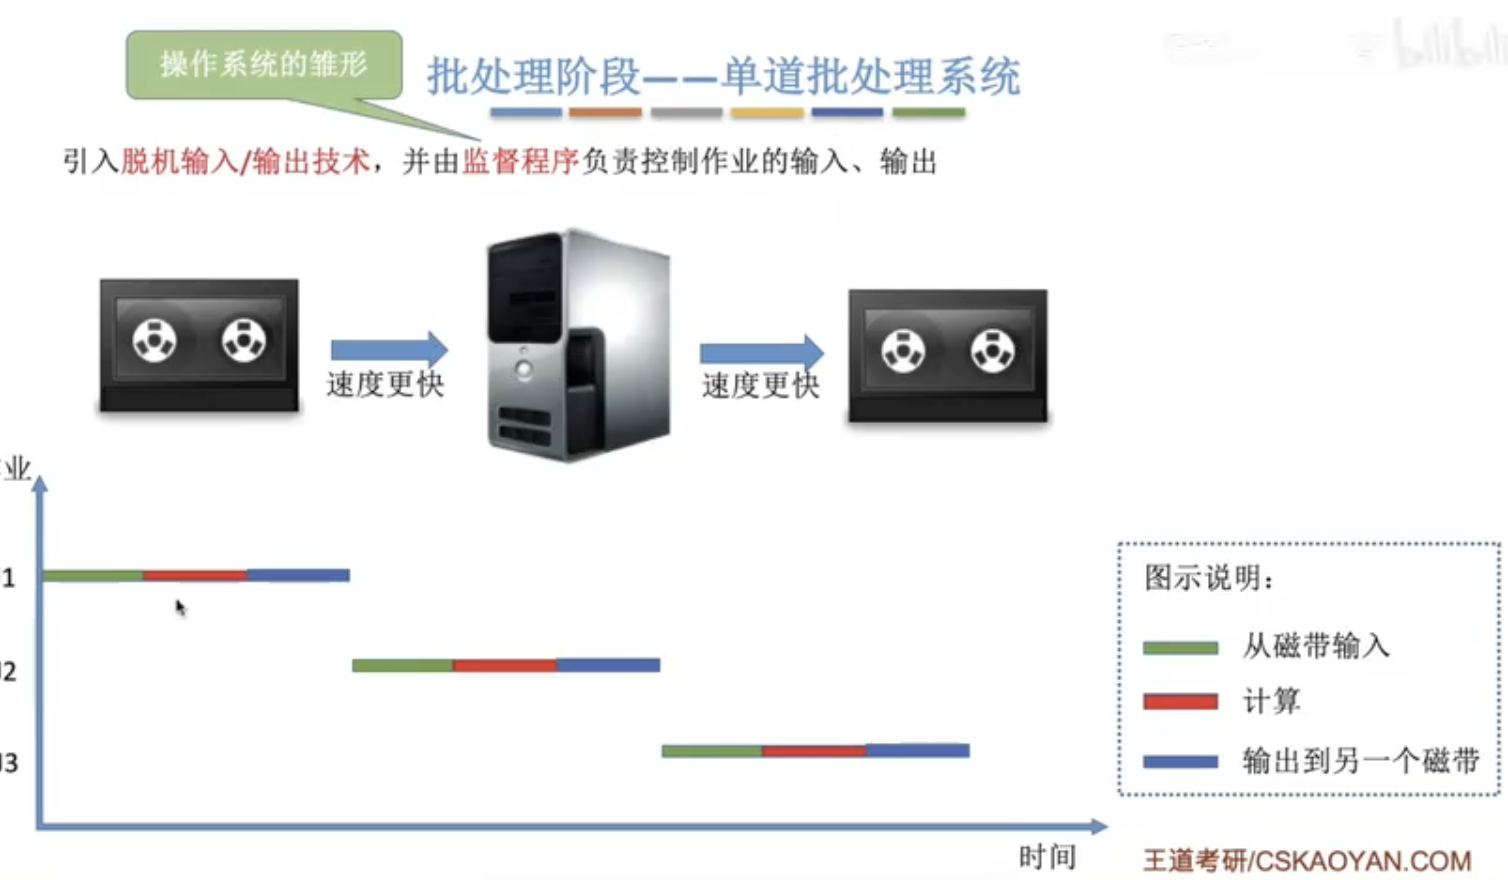 操作系统的雏形
批处理阶段——单道批处理系统
bilibili
引入脱机输入/输出技术，并由监督程序负责控制作业的输入、输出
速度更快
速度更快
业
1
2
3
时间
图示说明：
从磁带输入
计算
输出到另一个磁带
王道考研/CSKAOYAN.COM